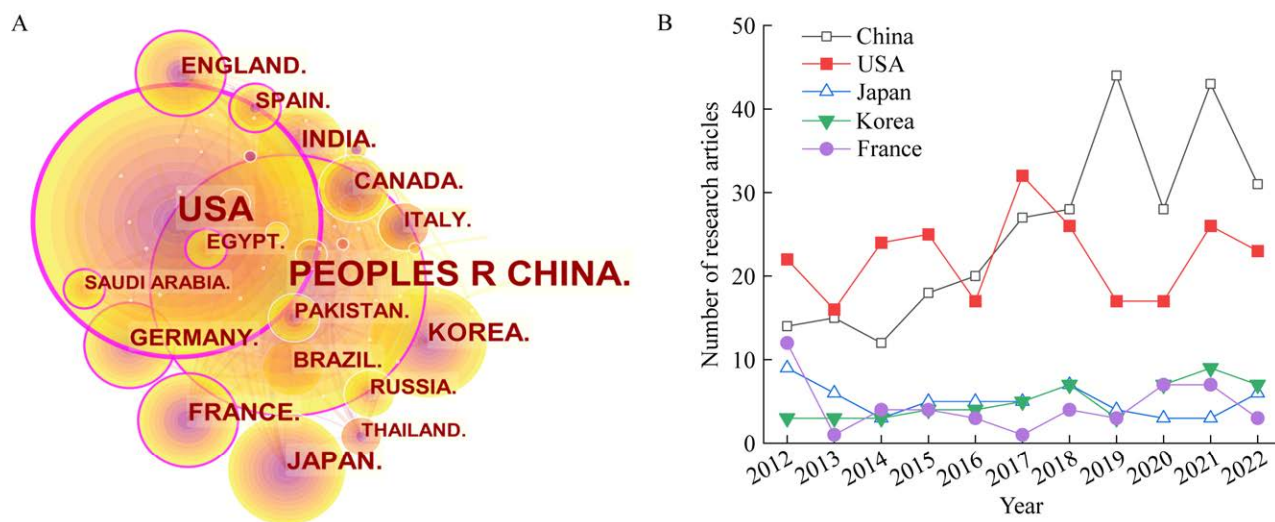 A
ENGLAND.
SPAIN.
INDIA.
CANADA.
USA
ITALY.
EGYPT.
PEOPLES R CHINA.
SAUDI ARABIA.
PAKISTAN.
GERMANY.
KOREA.
BRAZIL.
RUSSIA.
FRANCE.
THAILAND.
JAPAN.
B
China
USA
Japan
Korea
France
Number of research articles
50
40
30
20
10
0
2012
2013
2014
2015
2016
2017
2018
2019
2020
2021
2022
Year